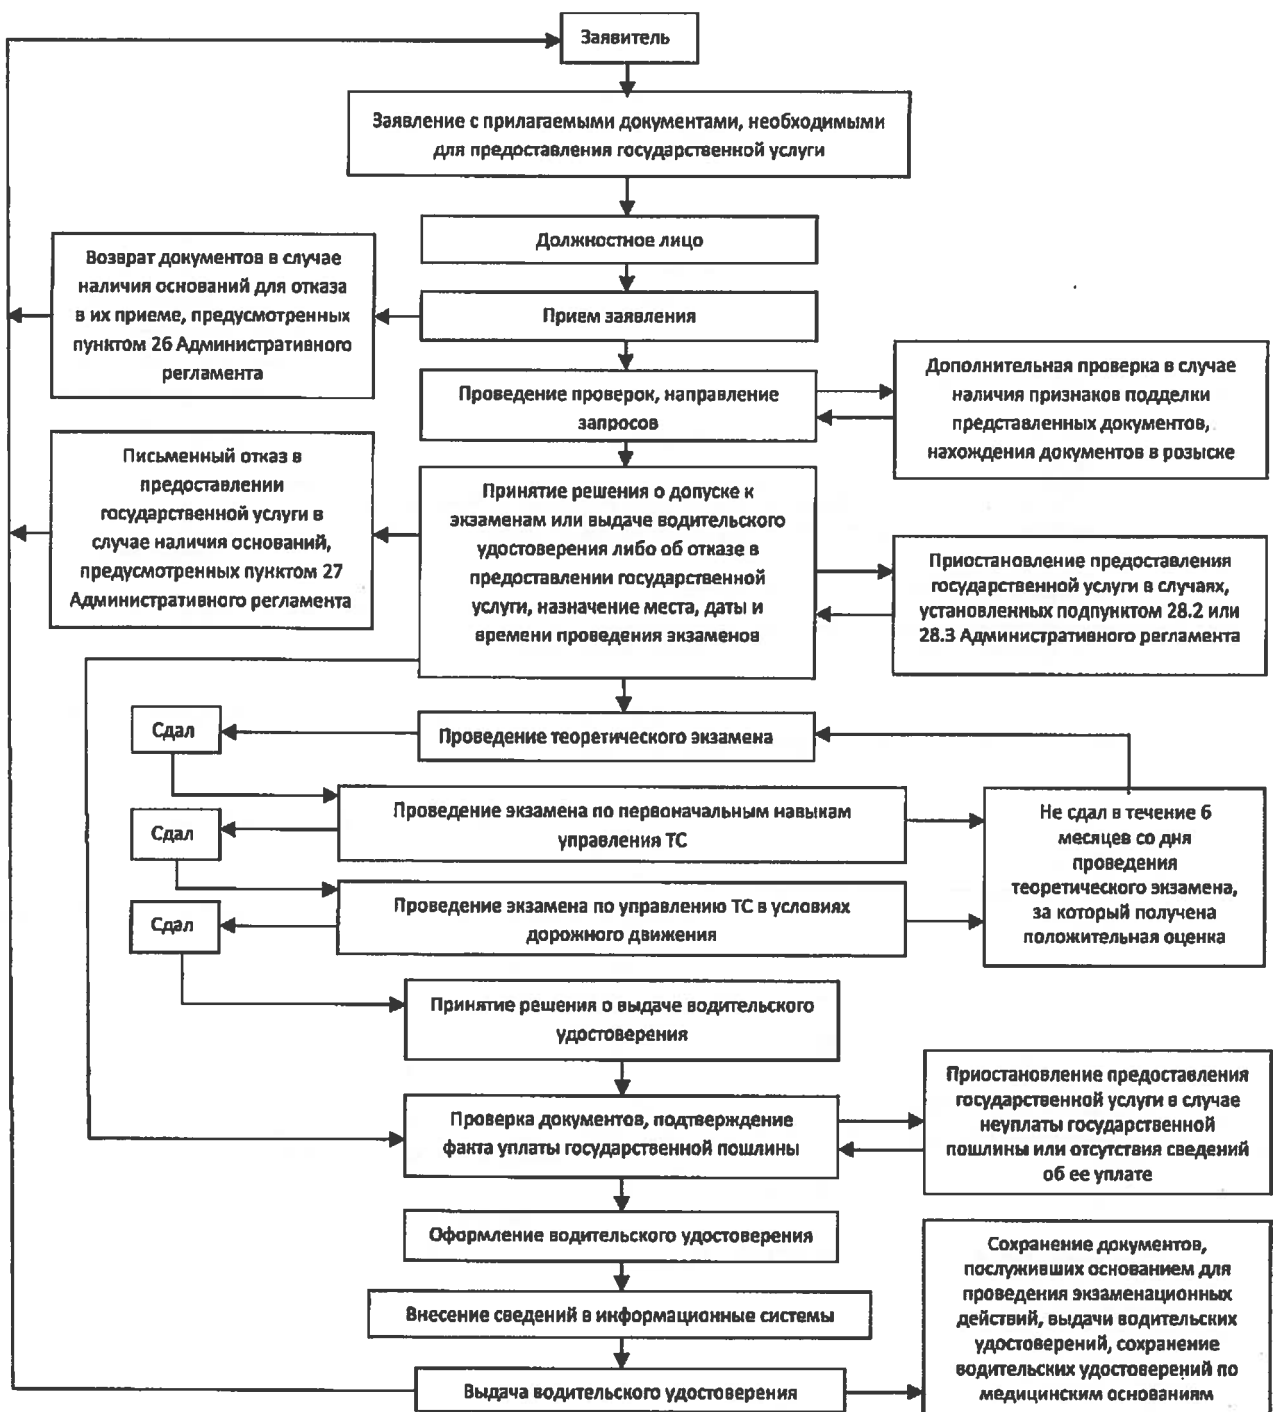 Заявитель
Заявление с прилагаемыми документами, необходимыми
для предоставления государственной услуги
Должностное лицо
Возврат документов в случае
наличия оснований для отказа
в их приеме, предусмотренных
пунктом 26 Административного
регламента
Прием заявления
Проведение проверок, направление
запросов
Дополнительная проверка в случае
наличия признаков подделки
представленных документов,
нахождения документов в розыске
Письменный отказ в
предоставлении
государственной услуги в
случае наличия оснований,
предусмотренных пунктом 27
Административного регламента
Принятие решения о допуске к
экзаменам или выдаче водительского
удостоверения либо об отказе в
предоставлении государственной
услуги, назначение места, даты и
времени проведения экзаменов
Приостановление предоставления
государственной услуги в случаях,
установленных подпунктом 28.2 или
28.3 Административного регламента
Сдал
Проведение теоретического экзамена
Проведение экзамена по первоначальным навыкам
управления ТС
Не сдал в течение 6
месяцев со дня
проведения
теоретического экзамена,
за который получена
положительная оценка
Сдал
Проведение экзамена по управлению ТС в условиях
дорожного движения
Сдал
Принятие решения о выдаче водительского
удостоверения
Проверка документов, подтверждение
факта уплаты государственной пошлины
Приостановление предоставления
государственной услуги в случае
неуплаты государственной
пошлины или отсутствия сведений
об ее уплате
Оформление водительского удостоверения
Внесение сведений в информационные системы
Выдача водительского удостоверения
Сохранение документов,
послуживших основанием для
проведения экзаменационных
действий, выдачи водительских
удостоверений, сохранение
водительских удостоверений по
медицинским основаниям